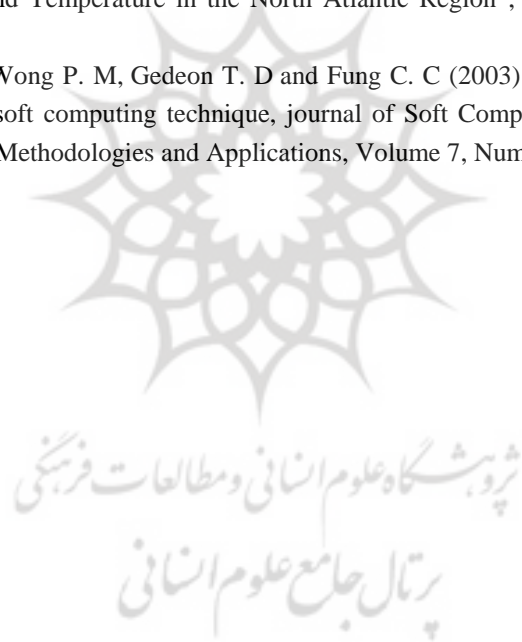 nd Temperature in the North Atlantic Region ,
Wong P. M, Gedeon T. D and Fung C. C (2003)
soft computing technique, journal of Soft Comp
Methodologies and Applications, Volume 7, Num
پژوهشگاه علوم انسانی و مطالعات فرهنگی
پرتال جامع علوم انسانی